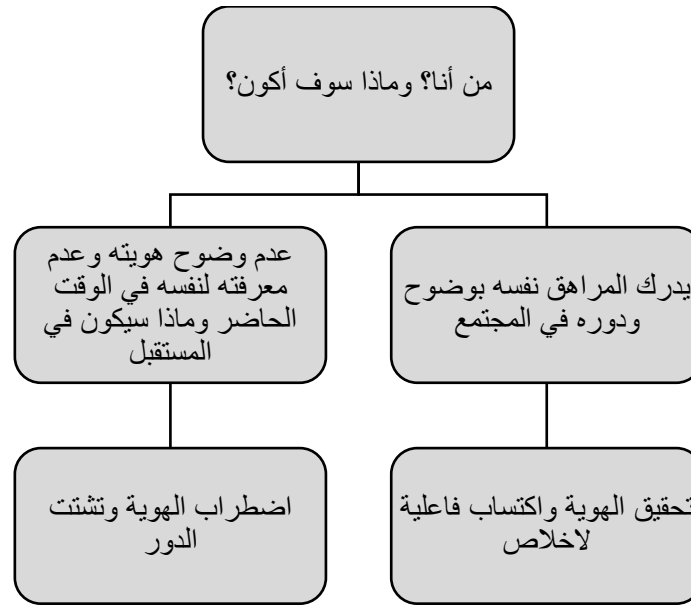 من أنا؟ وماذا سوف أكون؟
يدرك المراهق نفسه بوضوح
ودوره في المجتمع
عدم وضوح هويته وعدم
معرفته لنفسه في الوقت
الحاضر وماذا سيكون في
المستقبل
تحقيق الهوية واكتساب فاعلية
لاخلاص
اضطراب الهوية وتشتت
الدور